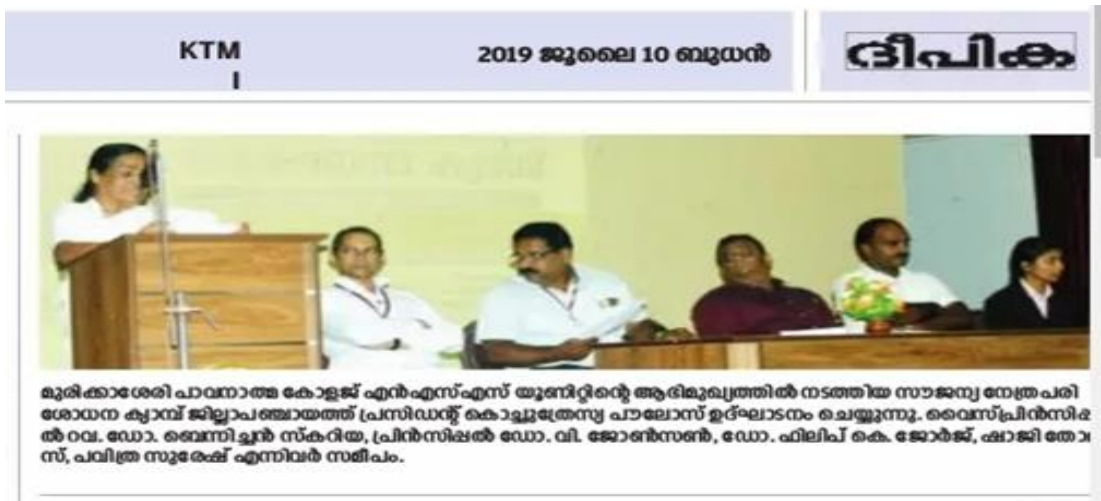 KTM
I
2019 ജൂലൈ 10 ബുധൻ
ദീപിക
മുരിക്കാശേരി പാവനാത്മ കോളജ് എൻഎസ്എസ് യൂണിറ്റിന്റെ ആഭിമുഖ്യത്തിൽ നടത്തിയ സൗജന്യ നേത്രപരി
ശോധന ക്യാമ്പ് ജില്ലാപഞ്ചായത്ത് പ്രസിഡന്റ് കൊച്ചുത്രേസ്യ പൗലോസ് ഉദ്ഘാടനം ചെയ്യുന്നു. വൈസ്പ്രിൻസിപ്പ
ൽ റവ. ഡോ. ബെന്നിച്ചൻ സ്കറിയ, പ്രിൻസിപ്പൽ ഡോ. വി. ജോൺസൺ, ഡോ. ഫിലിപ് കെ. ജോർജ്, ഷാജി തോമ
സ്, പവിത്ര സുരേഷ് എന്നിവർ സമീപം.